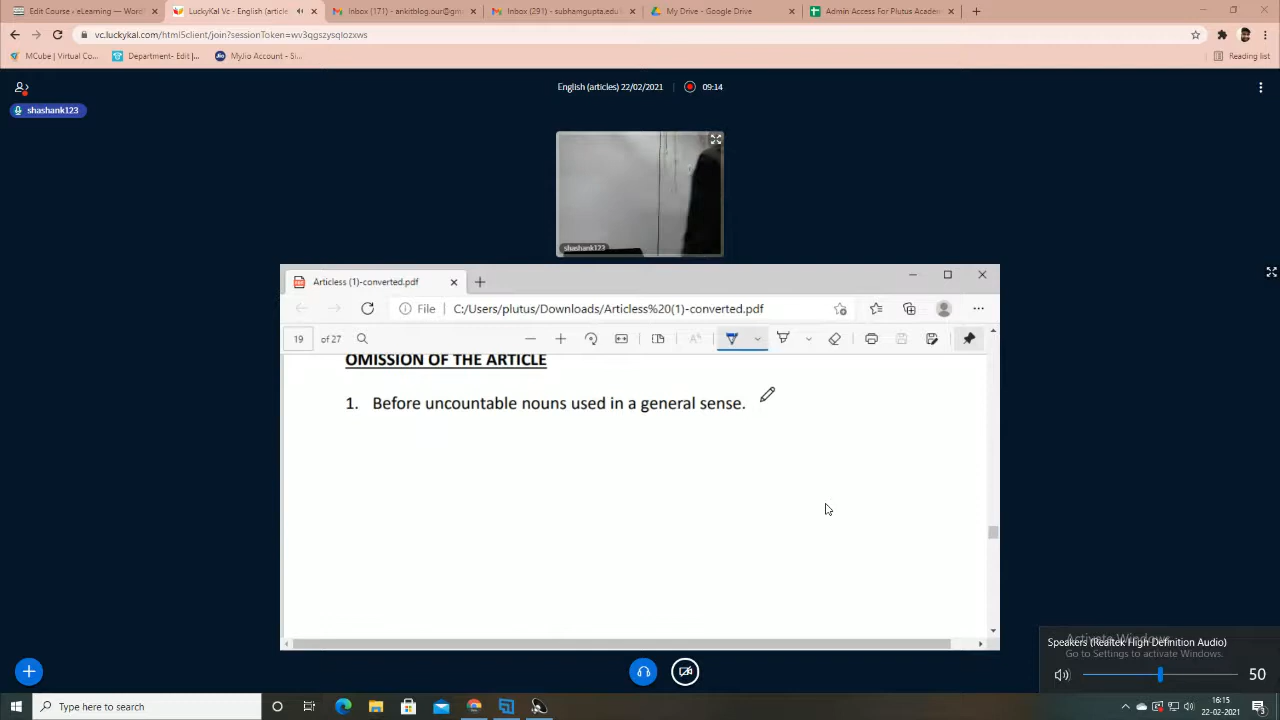 Edit Course ‹ eLearning — Word
LuckyKal Vc - English (article
Inbox (171) - ankitblog.our@gm
Inbox (291) - subhamgupta.edu
My Drive - Google Drive
Admin Access For Plutus Acade
vc.luckykal.com/html5client/join?sessionToken=wv3qgszysqlozxws
MCube | Virtual Co...
Department- Edit |...
MyJio Account - Si...
Reading list
English (articles) 22/02/2021
09:14
shashank123
shashank123
Articless (1)-converted.pdf
File
C:/Users/plutus/Downloads/Articless%20(1)-converted.pdf
19 of 27
OMISSION OF THE ARTICLE
1. Before uncountable nouns used in a general sense.
Activate Windows
Speakers (Realtek High Definition Audio)
Go to Settings to activate Windows.
50
Type here to search
16:15
22-02-2021